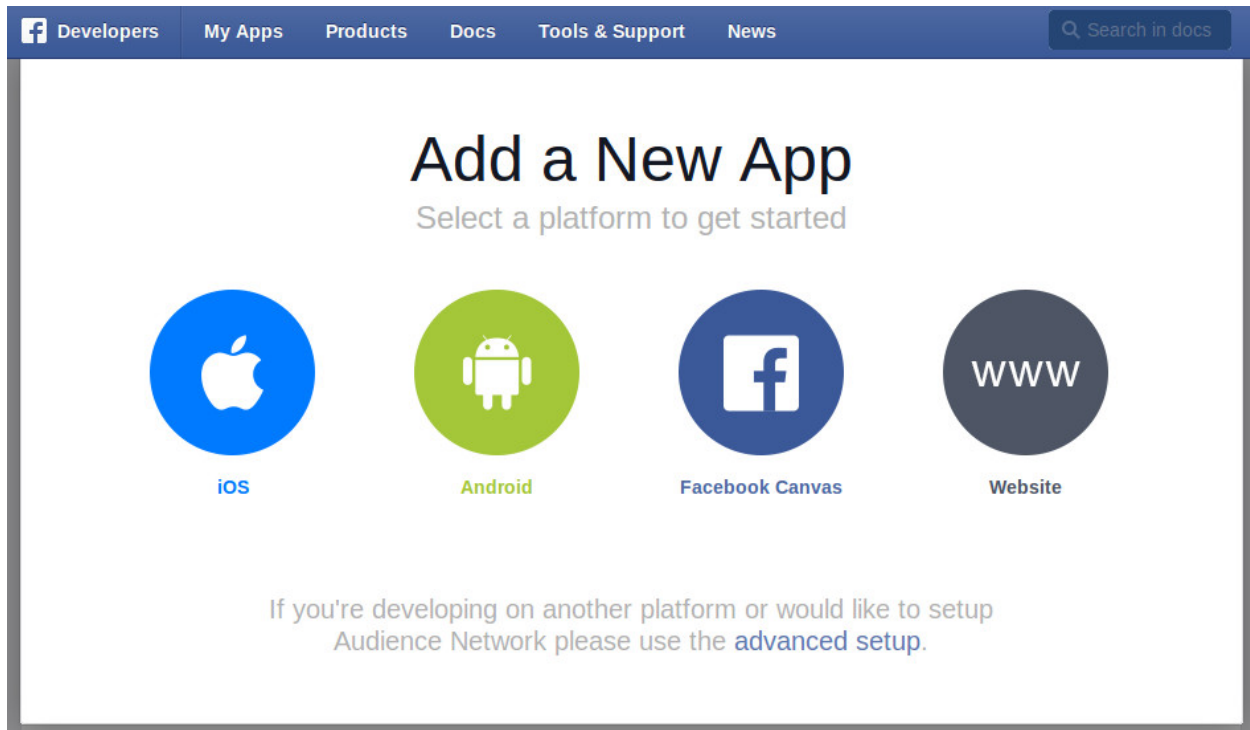 Developers My Apps Products Docs Tools & Support News Search in docs
Add a New App
Select a platform to get started
www
iOS Android Facebook Canvas Website
If you're developing on another platform or would like to setup
Audience Network please use the advanced setup.